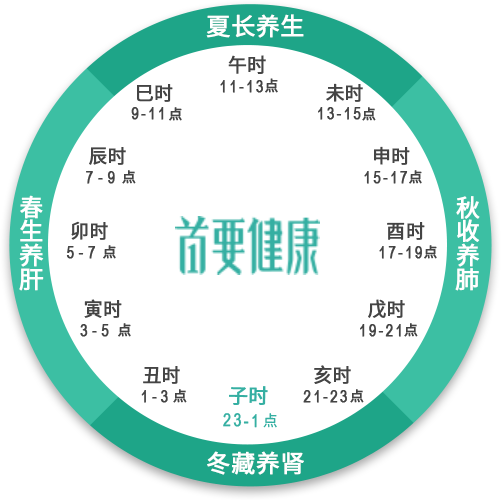 夏长养生
午时
11-13点
未时
13-15点
申时
15-17点
酉时
17-19点
戊时
19-21点
亥时
21-23点
子时
23-1点
丑时
1-3点
寅时
3-5 点
卯时
5-7 点
辰时
7-9 点
巳时
9-11点
春生养肝
秋收养肺
冬藏养肾
首要健康